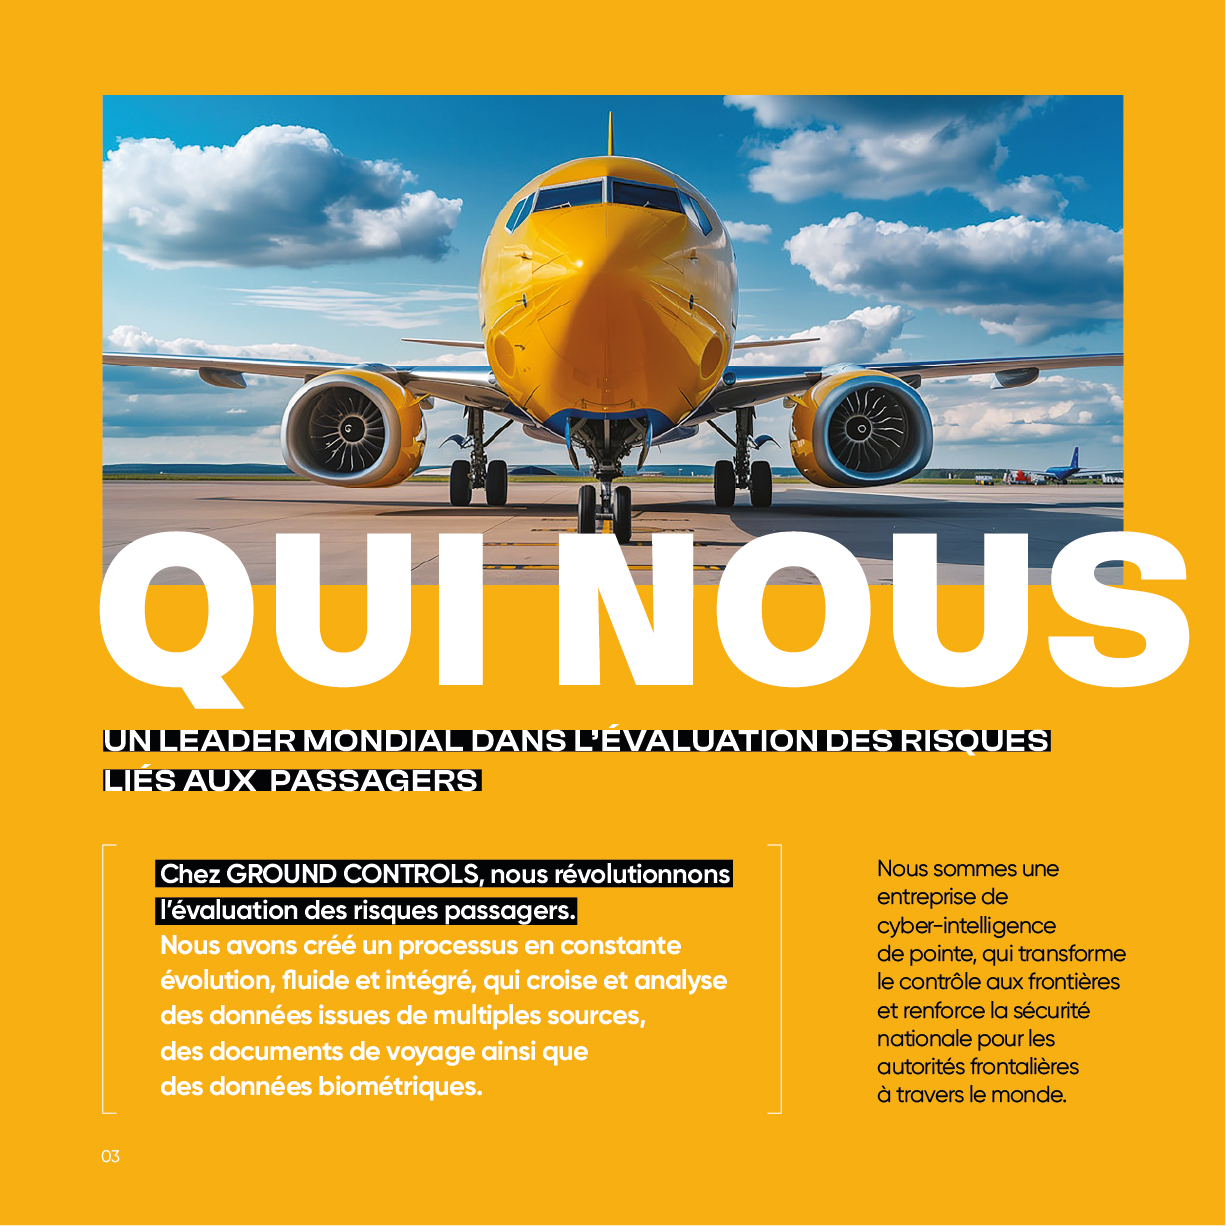 QUI NOUS
UN LEADER MONDIAL DANS L’ÉVALUATION DES RISQUES
LIÉS AUX PASSAGERS
Chez GROUND CONTROLS, nous révolutionnons
l’évaluation des risques passagers.
Nous avons créé un processus en constante
évolution, fluide et intégré, qui croise et analyse
des données issues de multiples sources,
des documents de voyage ainsi que
des données biométriques.
Nous sommes une
entreprise de
cyber-intelligence
de pointe, qui transforme
le contrôle aux frontières
et renforce la sécurité
nationale pour les
autorités frontalières
à travers le monde.
03